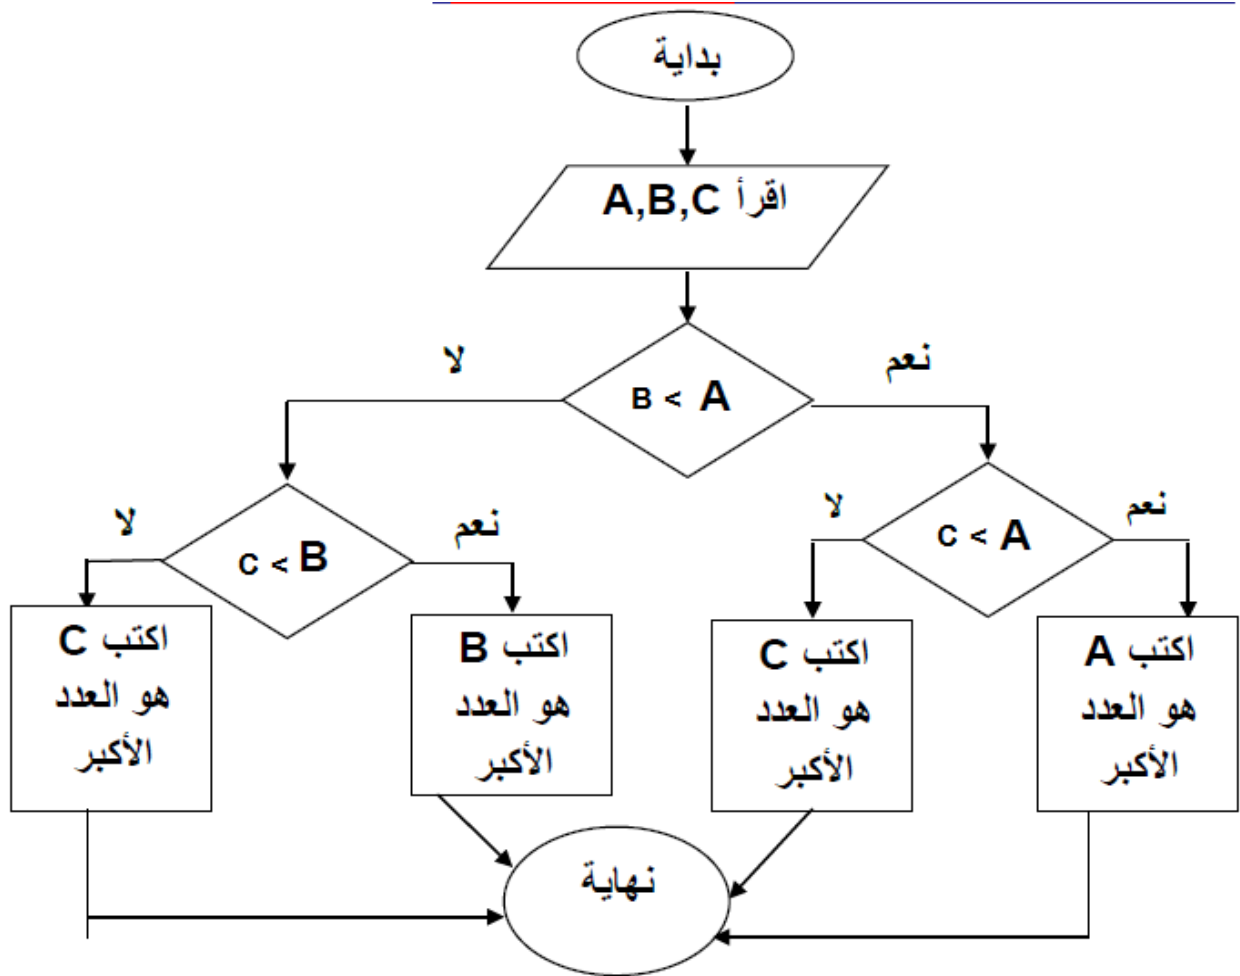 بداية
اقرأ A,B,C
B < A
لا
نعم
C < B
لا
نعم
C < A
لا
نعم
اكتب C
هو العدد
الأكبر
اكتب B
هو العدد
الأكبر
اكتب C
هو العدد
الأكبر
اكتب A
هو العدد
الأكبر
نهاية